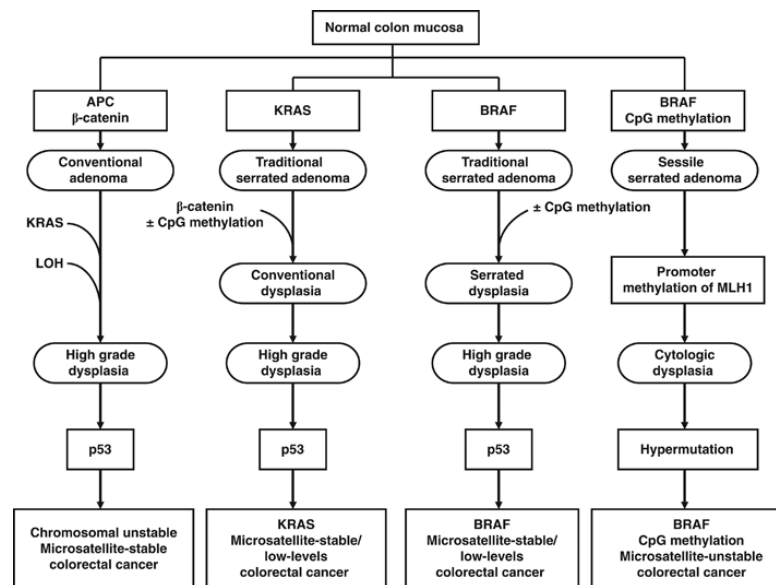 Normal colon mucosa
APC
β-catenin
KRAS
BRAF
BRAF
CpG methylation
Conventional
adenoma
Traditional
serrated adenoma
Traditional
serrated adenoma
Sessile
serrated adenoma
KRAS
LOH
β-catenin
± CpG methylation
± CpG methylation
Conventional
dysplasia
Serrated
dysplasia
Promoter
methylation of MLH1
High grade
dysplasia
High grade
dysplasia
High grade
dysplasia
Cytologic
dysplasia
p53
p53
p53
Hypermutation
Chromosomal unstable
Microsatellite-stable
colorectal cancer
KRAS
Microsatellite-stable/
low-levels
colorectal cancer
BRAF
Microsatellite-stable/
low-levels
colorectal cancer
BRAF
CpG methylation
Microsatellite-unstable
colorectal cancer